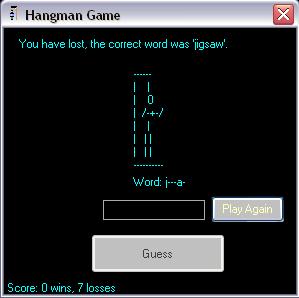 Hangman Game
You have lost, the correct word was 'jigsaw'.
------
|   |
|   0
|  /-+-/
|   |
|  | |
|  | |
----------
Word: j---a-
Play Again
Guess
Score: 0 wins, 7 losses